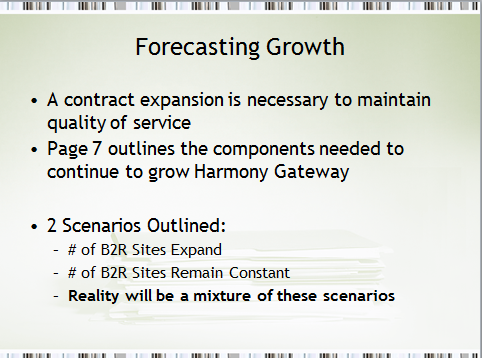 Forecasting Growth
• A contract expansion is necessary to maintain
quality of service
• Page 7 outlines the components needed to
continue to grow Harmony Gateway
• 2 Scenarios Outlined:
– # of B2R Sites Expand
– # of B2R Sites Remain Constant
– Reality will be a mixture of these scenarios